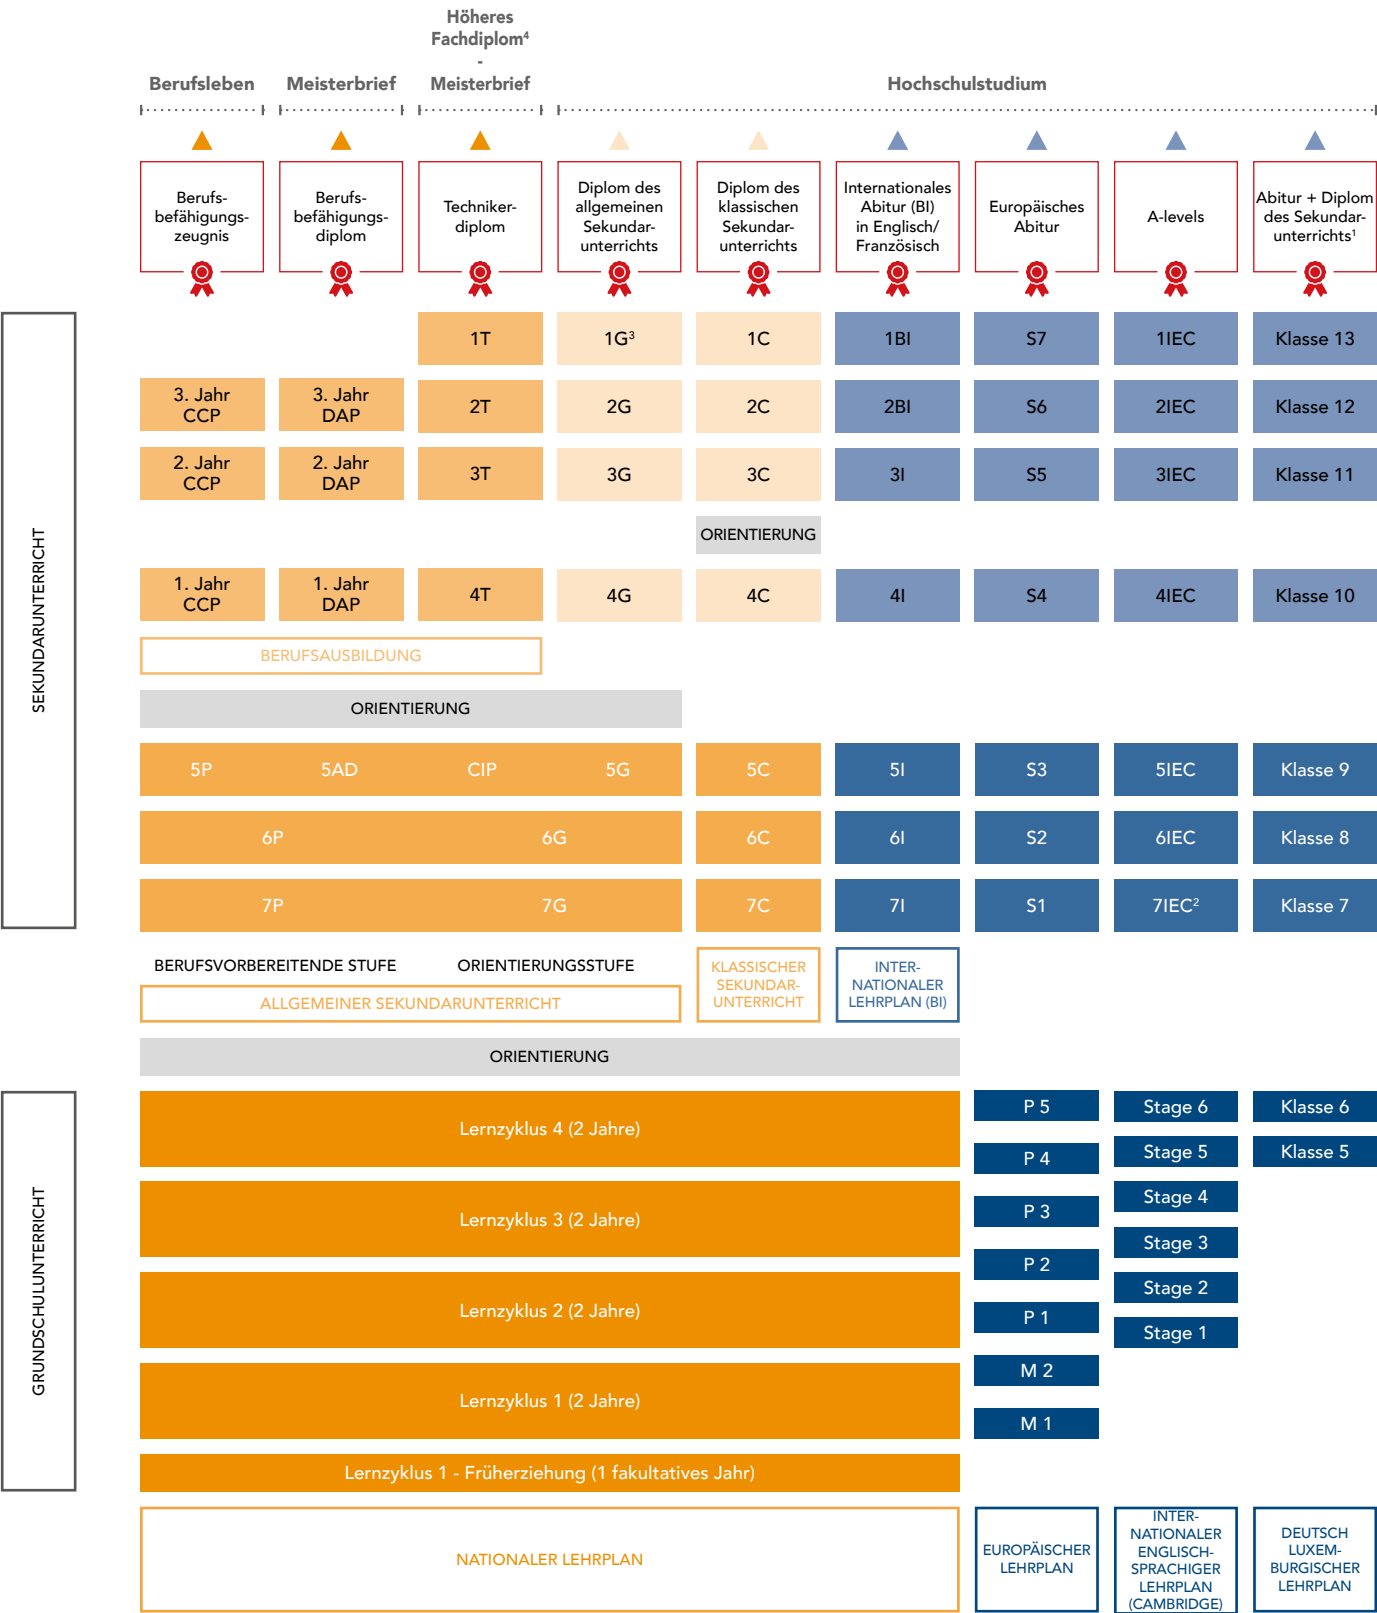 Höheres
Fachdiplom⁴
-
Berufsleben Meisterbrief Meisterbrief Hochschulstudium
Berufs-
befähigungs-
zeugnis
Berufs-
befähigungs-
diplom
Techniker-
diplom
Diplom des
allgemeinen
Sekundar-
unterrichts
Diplom des
klassischen
Sekundar-
unterrichts
Internationales
Abitur (BI)
in Englisch/
Französisch
Europäisches
Abitur
A-levels
Abitur + Diplom
des Sekundar-
unterrichts¹
SEKUNDARUNTERRICHT
1T 1G³ 1C 1BI S7 1IEC Klasse 13
3. Jahr
CCP
3. Jahr
DAP
2T 2G 2C 2BI S6 2IEC Klasse 12
2. Jahr
CCP
2. Jahr
DAP
3T 3G 3C 3I S5 3IEC Klasse 11
ORIENTIERUNG
1. Jahr
CCP
1. Jahr
DAP
4T 4G 4C 4I S4 4IEC Klasse 10
BERUFSAUSBILDUNG
ORIENTIERUNG
5P 5AD CIP 5G 5C 5I S3 5IEC Klasse 9
6P 6G 6C 6I S2 6IEC Klasse 8
7P 7G 7C 7I S1 7IEC² Klasse 7
BERUFSVORBEREITENDE STUFE ORIENTIERUNGSSTUFE
ALLGEMEINER SEKUNDARUNTERRICHT
KLASSISCHER
SEKUNDAR-
UNTERRICHT
INTER-
NATIONALER
LEHRPLAN (BI)
ORIENTIERUNG
GRUNDSCHULUNTERRICHT
Lernzyklus 4 (2 Jahre)
Lernzyklus 3 (2 Jahre)
Lernzyklus 2 (2 Jahre)
Lernzyklus 1 (2 Jahre)
Lernzyklus 1 - Früherziehung (1 fakultatives Jahr)
P 5
P 4
P 3
P 2
P 1
M 2
M 1
Stage 6
Stage 5
Stage 4
Stage 3
Stage 2
Stage 1
Klasse 6
Klasse 5
NATIONALER LEHRPLAN
EUROPÄISCHER
LEHRPLAN
INTER-
NATIONALER
ENGLISCH-
SPRACHIGER
LEHRPLAN
(CAMBRIDGE)
DEUTSCH
LUXEM-
BURGISCHER
LEHRPLAN